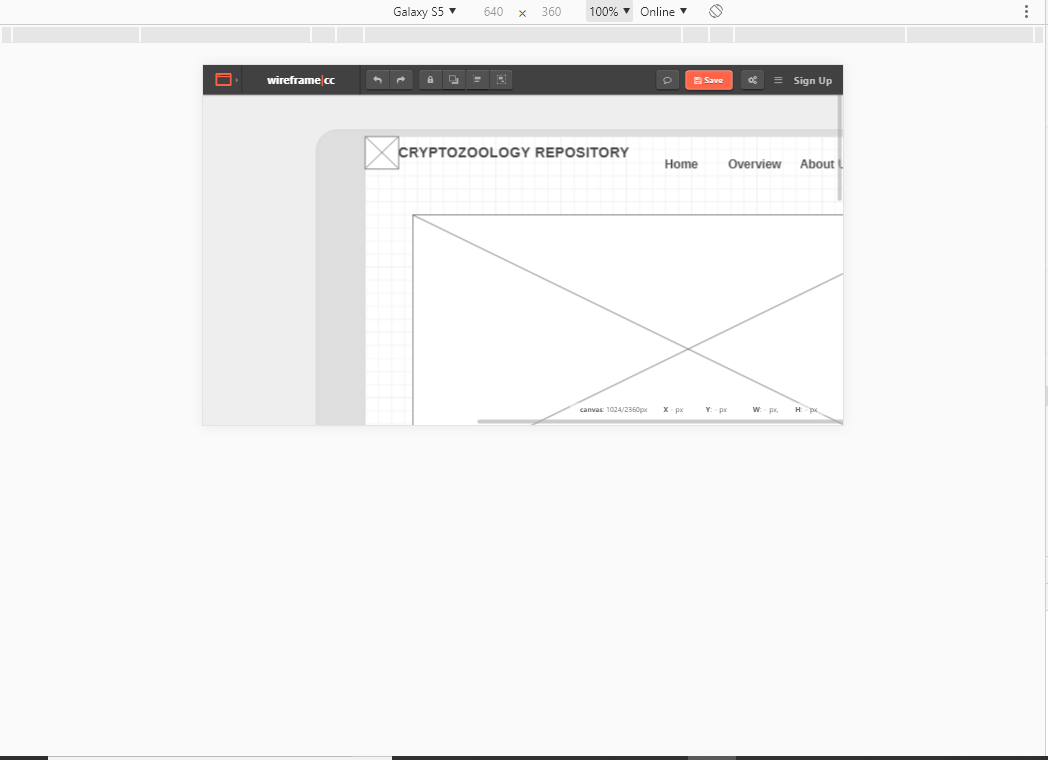 Galaxy S5 640 × 360 100% Online
wireframe|cc Save Sign Up
CRYPTOZOOLOGY REPOSITORY
Home Overview About
canvas: 1024/2360px X - px Y: - px W: - px, H: - px